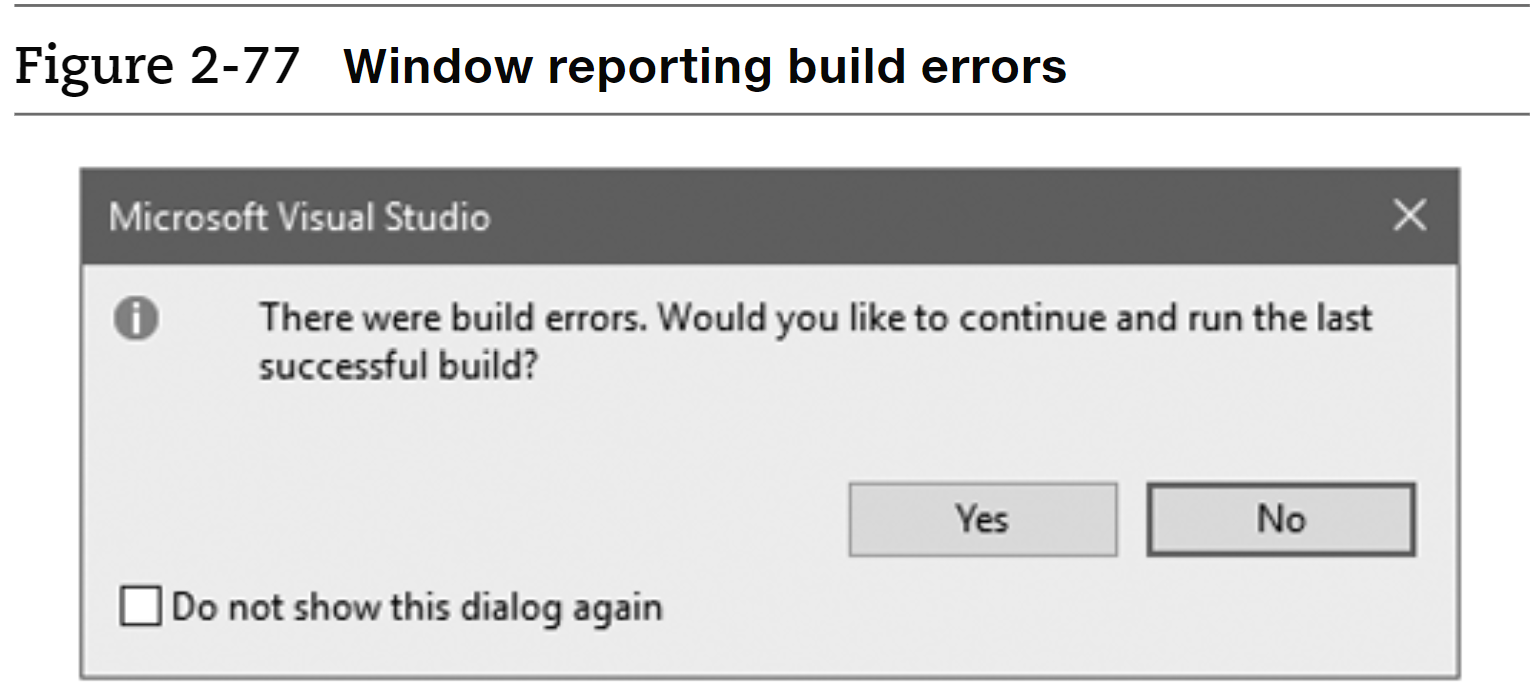 Figure 2-77 Window reporting build errors
Microsoft Visual Studio
There were build errors. Would you like to continue and run the last
successful build?
Yes No
Do not show this dialog again